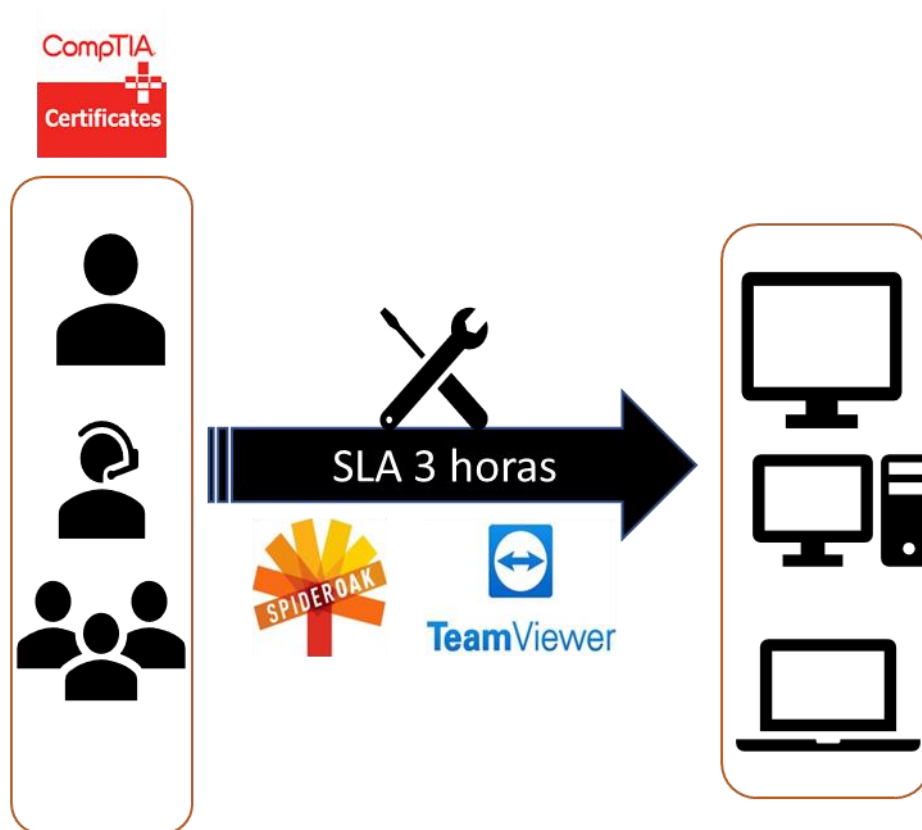 CompTIA
Certificates
SLA 3 horas
SPIDEROAK
TeamViewer